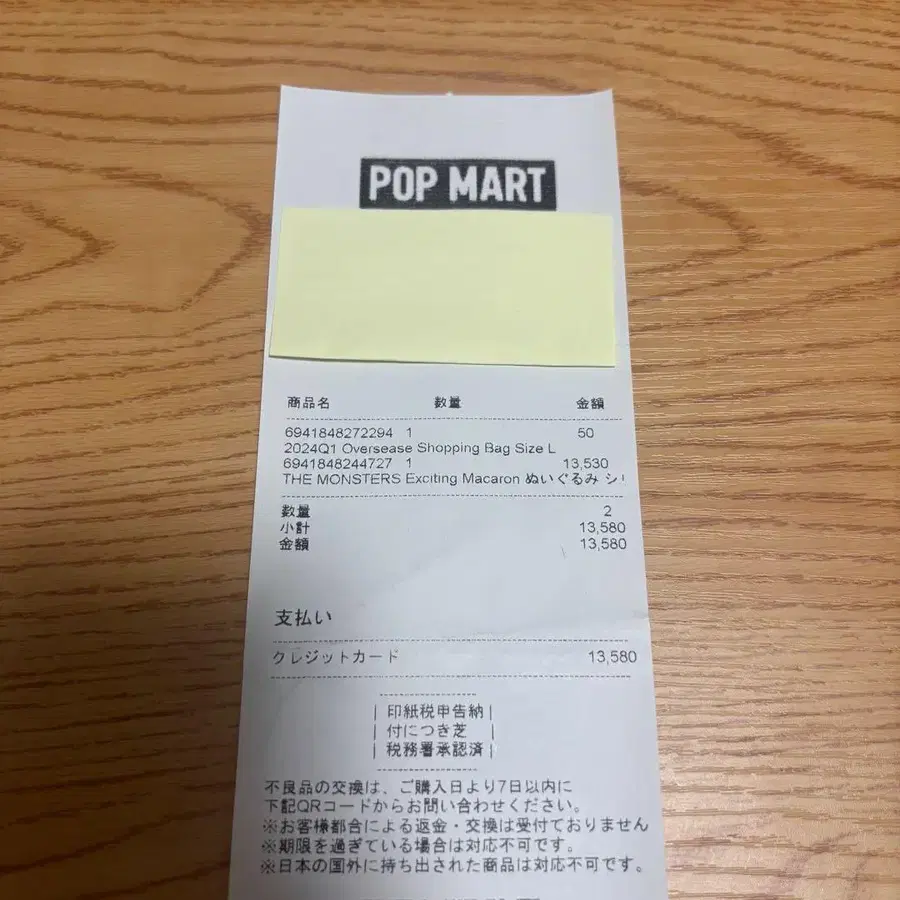 POP MART
商品名 数量 金額
6941848272294 1 50
2024Q1 Oversease Shopping Bag Size L
6941848244727 1 13,530
THE MONSTERS Exciting Macaron ぬいぐるみ シリ
数量 2
小計 13,580
金額 13,580
支払い
クレジットカード 13,580
印紙税申告納
付につき芝
税務署承認済
不良品の交換は、ご購入日より7日以内に
下記QRコードからお問い合わせください。
※お客様都合による返金・交換は受付ておりません
※期限を過ぎている場合は対応不可です。
※日本の国外に持ち出された商品は対応不可です。